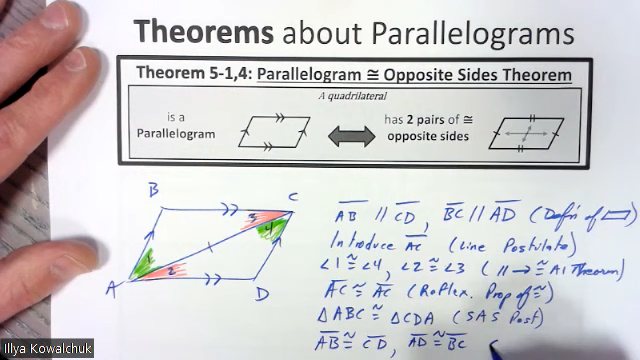 Theorems about Parallelograms
Theorem 5-1,4: Parallelogram ≅ Opposite Sides Theorem
A quadrilateral
is a
Parallelogram
has 2 pairs of ≅
opposite sides
B
C
3
4
1
2
A
D
AB // CD, BC // AD (Defn of ▱)
Introduce AC (Line Postulate)
∠1≅∠4, ∠2≅∠3 (// → ≅ AI Theorem)
AC ≅ AC (Reflex. Prop of ≅)
△ABC ≅ △CDA (SAS Post)
AB ≅ CD, AD ≅ BC (
Illya Kowalchuk